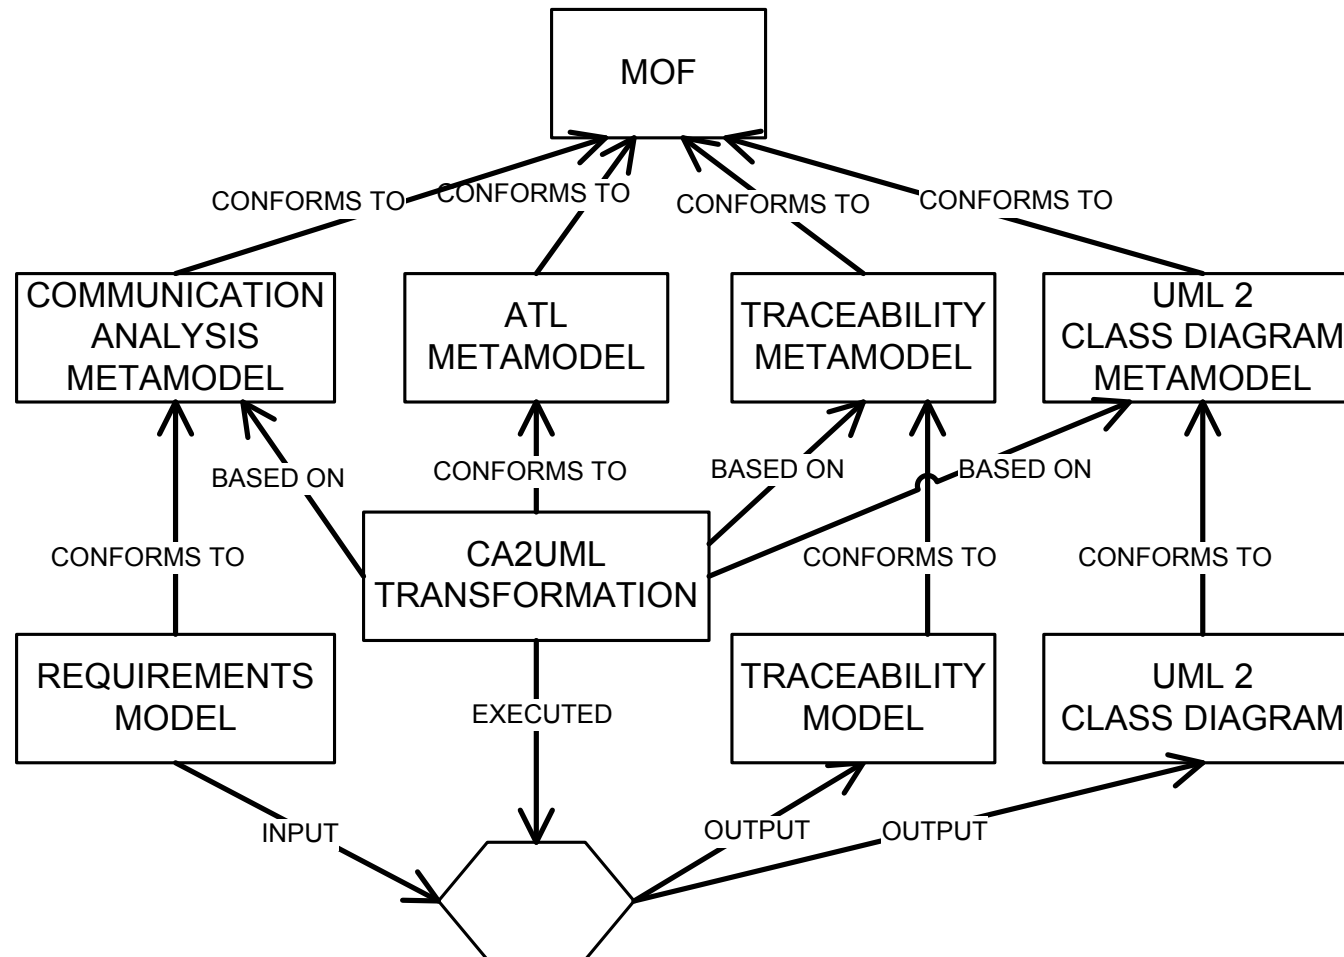 MOF
CONFORMS TO
CONFORMS TO
CONFORMS TO
CONFORMS TO
COMMUNICATION
ANALYSIS
METAMODEL
ATL
METAMODEL
TRACEABILITY
METAMODEL
UML 2
CLASS DIAGRAM
METAMODEL
BASED ON
CONFORMS TO
BASED ON
BASED ON
CONFORMS TO
CA2UML
TRANSFORMATION
CONFORMS TO
CONFORMS TO
REQUIREMENTS
MODEL
EXECUTED
TRACEABILITY
MODEL
UML 2
CLASS DIAGRAM
INPUT
OUTPUT
OUTPUT